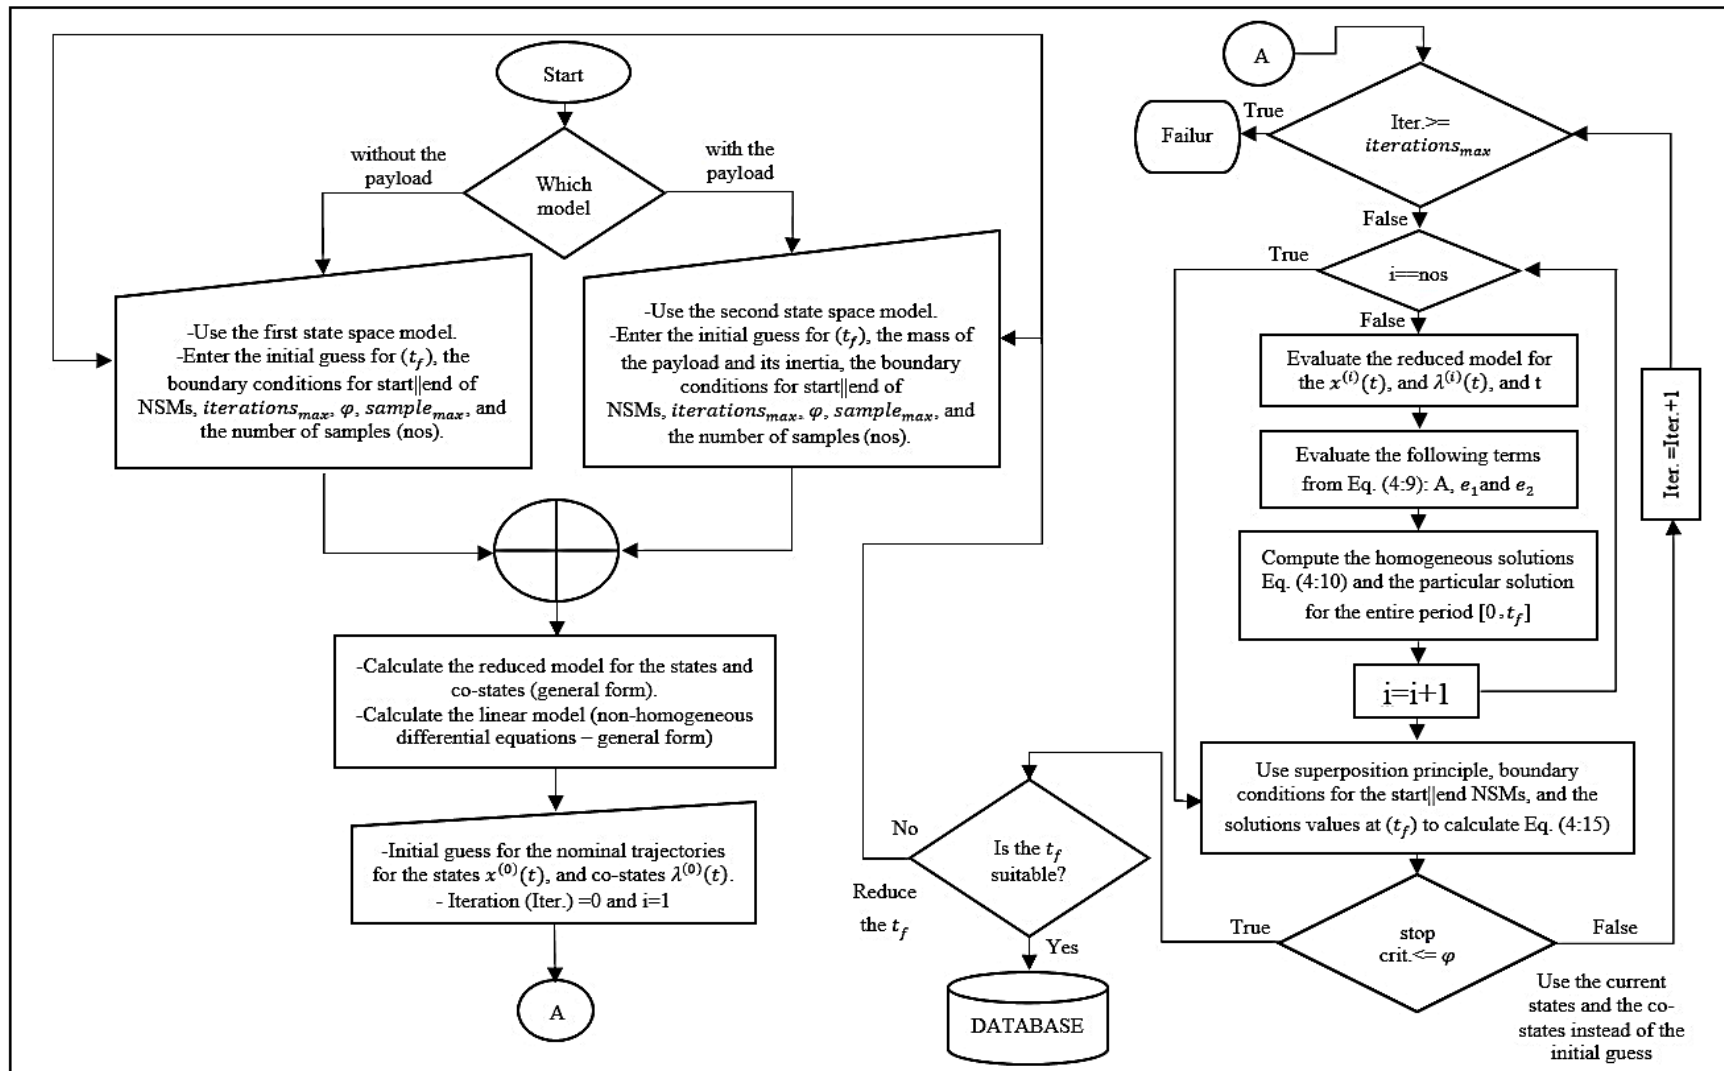 Start
Which
model
without the
payload
with the
payload
-Use the first state space model.
-Enter the initial guess for (t_f), the
boundary conditions for start||end of
NSMs, iterations_max, φ, sample_max, and
the number of samples (nos).
-Use the second state space model.
-Enter the initial guess for (t_f), the mass of
the payload and its inertia, the boundary
conditions for start||end of
NSMs, iterations_max, φ, sample_max, and
the number of samples (nos).
-Calculate the reduced model for the states and
co-states (general form).
-Calculate the linear model (non-homogeneous
differential equations – general form)
-Initial guess for the nominal trajectories
for the states x^(0)(t), and co-states λ^(0)(t).
- Iteration (Iter.) =0 and i=1
A
A
Iter.>=
iterations_max
True
Failur
False
i==nos
True
False
Evaluate the reduced model for
the x^(i)(t), and λ^(i)(t), and t
Evaluate the following terms
from Eq. (4:9): A, e_1 and e_2
Compute the homogeneous solutions
Eq. (4:10) and the particular solution
for the entire period [0, t_f]
i=i+1
Iter. =Iter.+1
Use superposition principle, boundary
conditions for the start||end NSMs, and the
solutions values at (t_f) to calculate Eq. (4:15)
stop
crit.<= φ
True
False
Use the current
states and the co-
states instead of the
initial guess
Is the t_f
suitable?
No
Reduce
the t_f
Yes
DATABASE